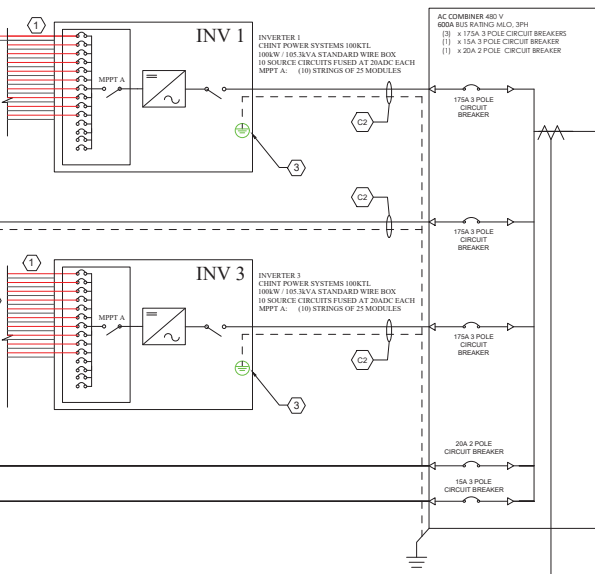 1
INV 1
MPPT A
INVERTER 1
CHINT POWER SYSTEMS 100KTL
100kW / 105.3kVA STANDARD WIRE BOX
10 SOURCE CIRCUITS FUSED AT 20ADC EACH
MPPT A: (10) STRINGS OF 25 MODULES
C2
3
AC COMBINER 480 V
600A BUS RATING MLO, 3PH
(3) x 175A 3 POLE CIRCUIT BREAKERS
(1) x 15A 3 POLE CIRCUIT BREAKER
(1) x 20A 2 POLE CIRCUIT BREAKER
175A 3 POLE
CIRCUIT
BREAKER
C2
175A 3 POLE
CIRCUIT
BREAKER
1
INV 3
MPPT A
INVERTER 3
CHINT POWER SYSTEMS 100KTL
100kW / 105.3kVA STANDARD WIRE BOX
10 SOURCE CIRCUITS FUSED AT 20ADC EACH
MPPT A: (10) STRINGS OF 25 MODULES
C2
3
175A 3 POLE
CIRCUIT
BREAKER
20A 2 POLE
CIRCUIT BREAKER
15A 3 POLE
CIRCUIT BREAKER